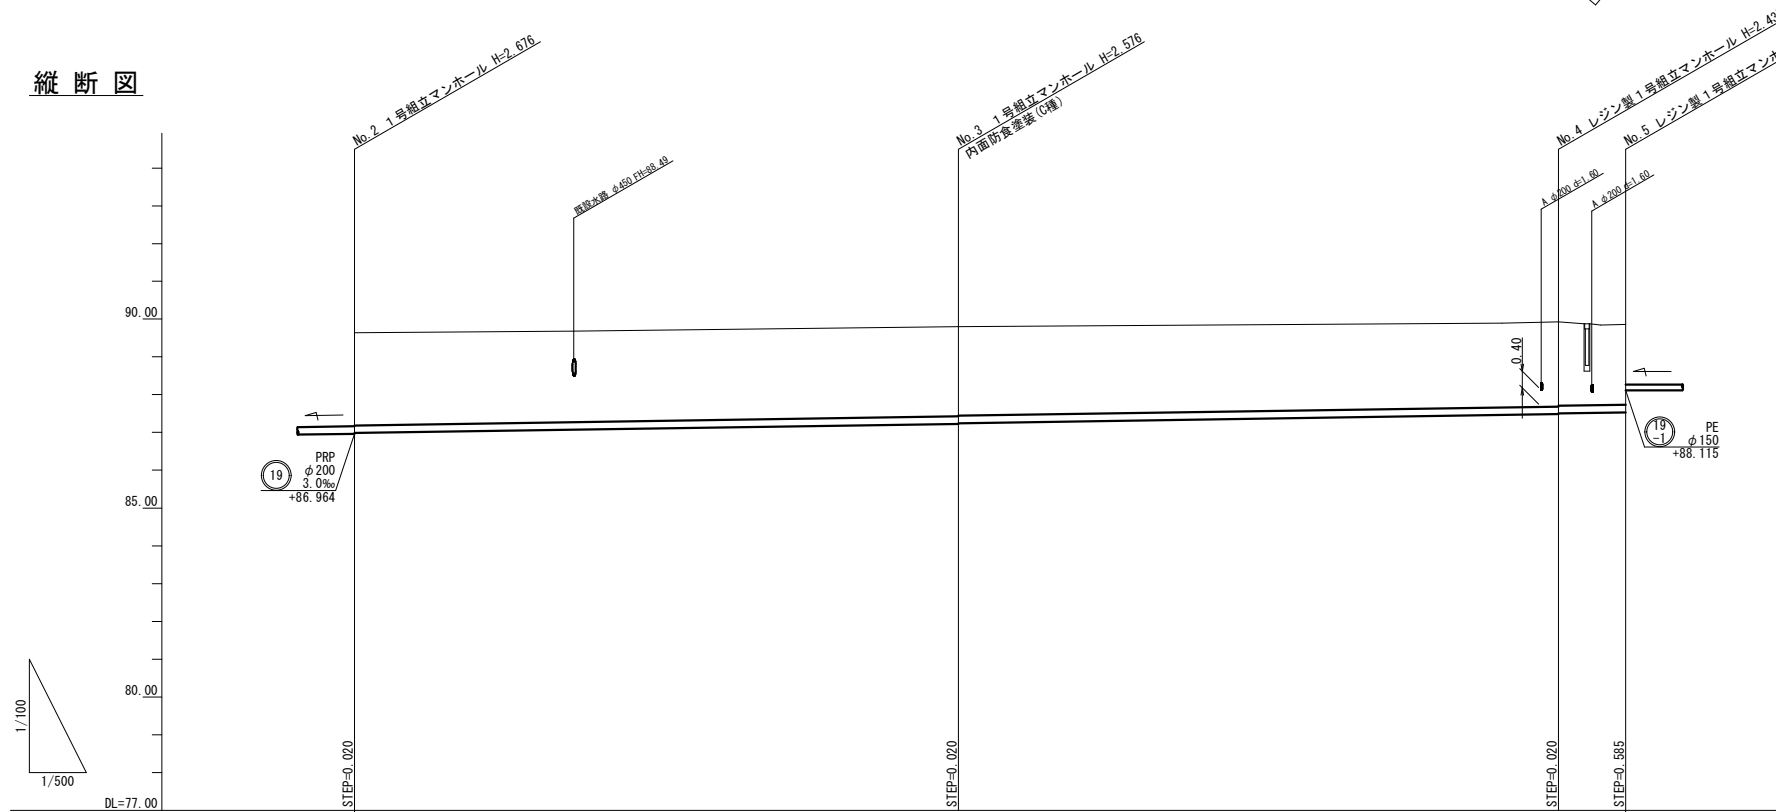 縦断図
No.2 1号組立マンホール H=2.676
既設水路 φ450 FH=88.49
No.3 1号組立マンホール H=2.576
内面防食塗装(C種)
No.4 レジン製1号組立マンホール H=2.43
No.5 レジン製1号組立マンホ
A φ200 d=1.60
A φ200 d=1.60
90.00
0.40
19
PRP
φ200
3.0‰
+86.964
19
-1
PE
φ150
+88.115
85.00
80.00
1/100
1/500
DL=77.00
STEP=0.020
STEP=0.020
STEP=0.020
STEP=0.585